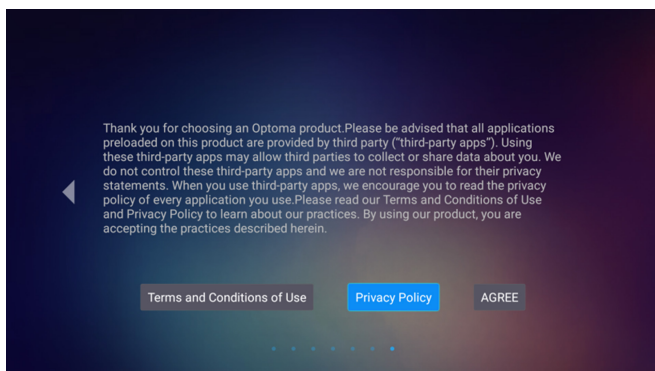 Thank you for choosing an Optoma product.Please be advised that all applications
preloaded on this product are provided by third party (“third-party apps”). Using
these third-party apps may allow third parties to collect or share data about you. We
do not control these third-party apps and we are not responsible for their privacy
statements. When you use third-party apps, we encourage you to read the privacy
policy of every application you use.Please read our Terms and Conditions of Use
and Privacy Policy to learn about our practices. By using our product, you are
accepting the practices described herein.
Terms and Conditions of Use
Privacy Policy
AGREE